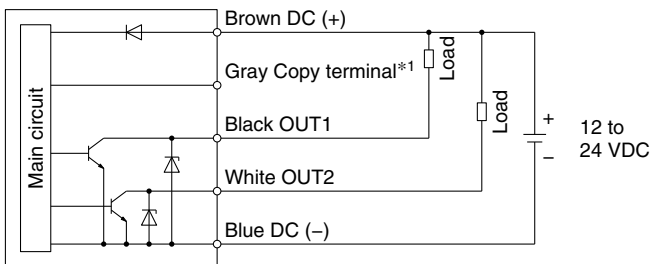 Brown DC (+)
Gray Copy terminal*1
Load
Load
Main circuit
Black OUT1
+
12 to
24 VDC
–
White OUT2
Blue DC (–)